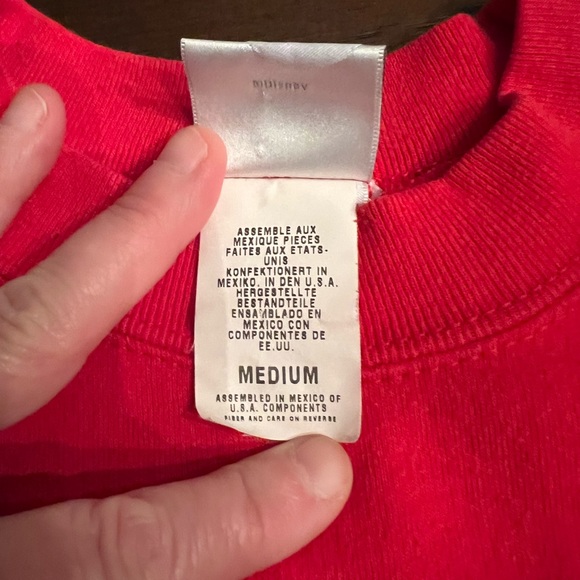 ©Disney
ASSEMBLE AUX
MEXIQUE PIECES
FAITES AUX ETATS-
UNIS
KONFEKTIONERT IN
MEXIKO, IN DEN U.S.A.
HERGESTELLTE
BESTANDTEILE
ENSAMBLADO EN
MEXICO CON
COMPONENTES DE
EE.UU.
MEDIUM
ASSEMBLED IN MEXICO OF
U.S.A. COMPONENTS
FIBER AND CARE ON REVERSE